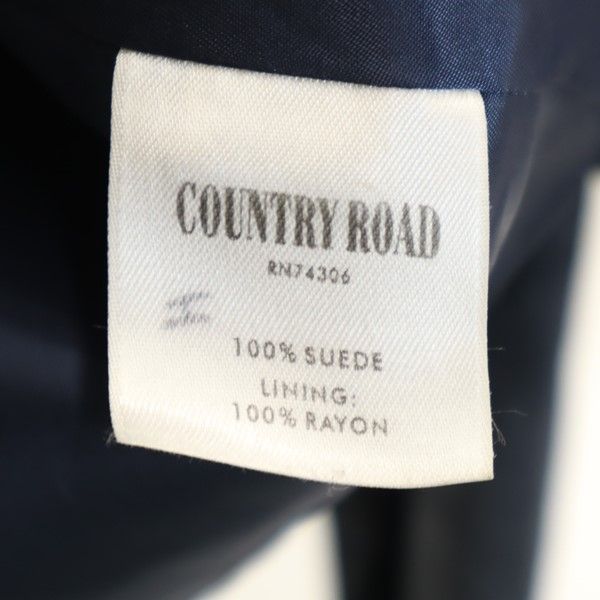 COUNTRY ROAD
RN74306
100% SUEDE
LINING:
100% RAYON